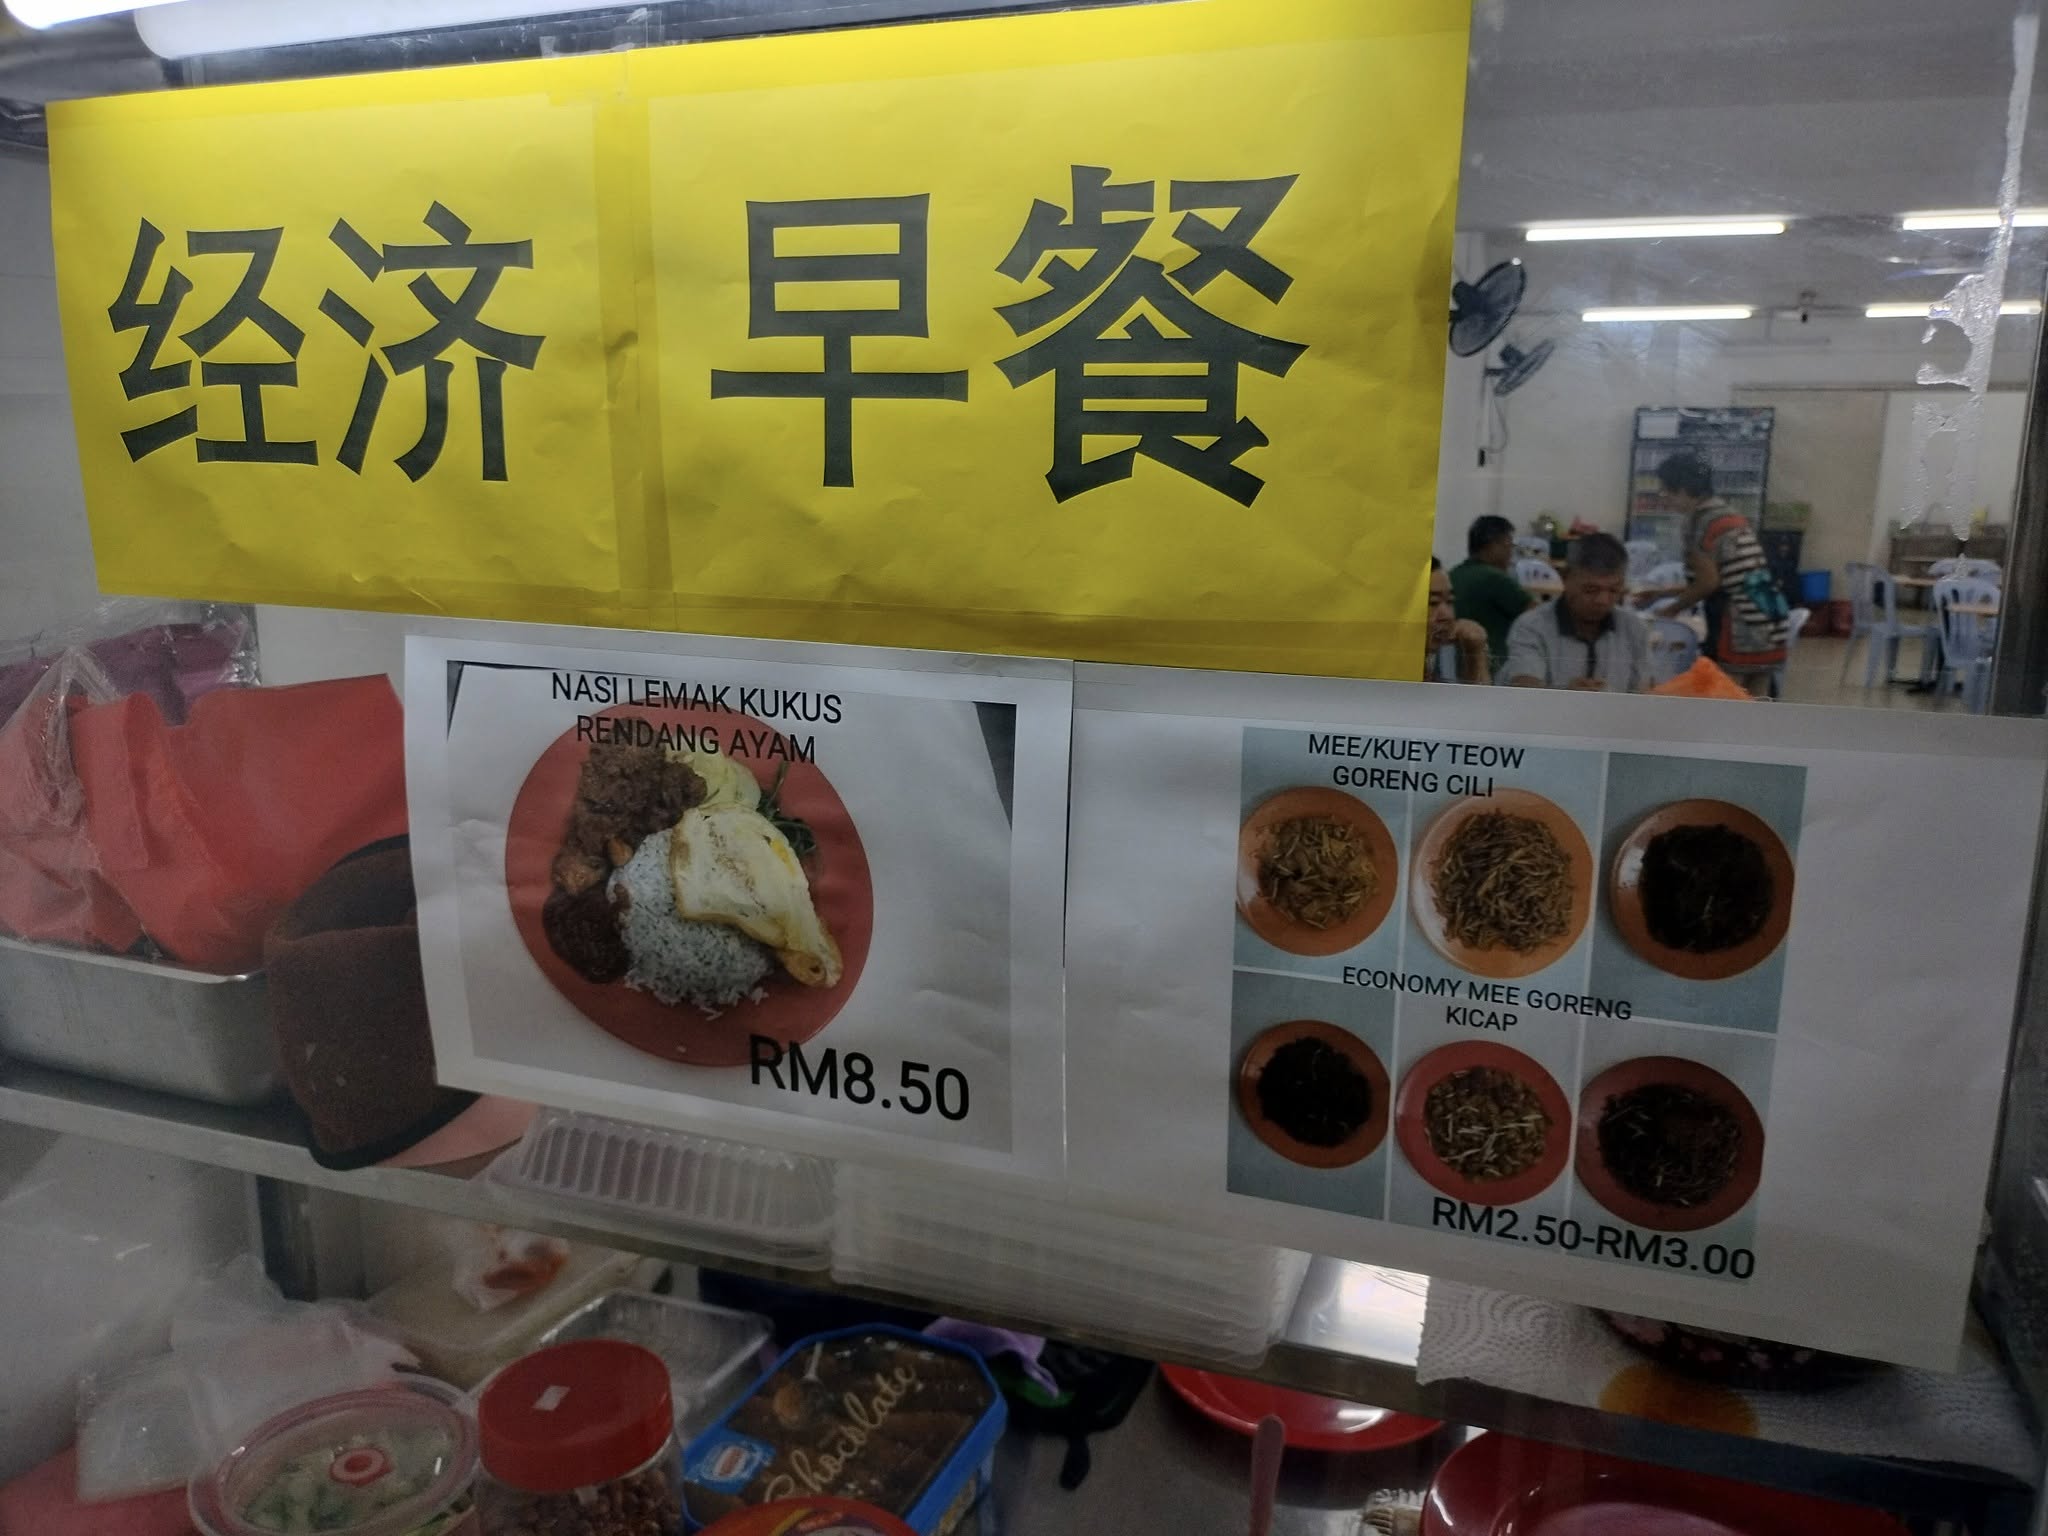 经济 早餐
NASI LEMAK KUKUS
RENDANG AYAM
RM8.50
MEE/KUEY TEOW
GORENG CILI
ECONOMY MEE GORENG
KICAP
RM2.50-RM3.00
Chocolate